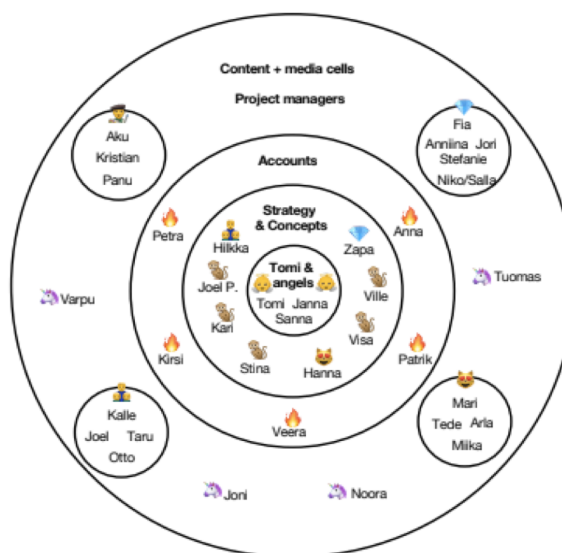 Content + media cells
Project managers
Aku
Kristian
Panu
Fia
Anniina Jori
Stefanie
Niko/Salla
Accounts
Petra
Anna
Strategy
& Concepts
Hilkka
Zapa
Tomi &
angels
Joel P.
Ville
Tomi Janna
Sanna
Kari
Visa
Stina
Hanna
Kirsi
Patrik
Veera
Varpu
Tuomas
Kalle
Joel Taru
Otto
Mari
Tede Arla
Miika
Joni
Noora